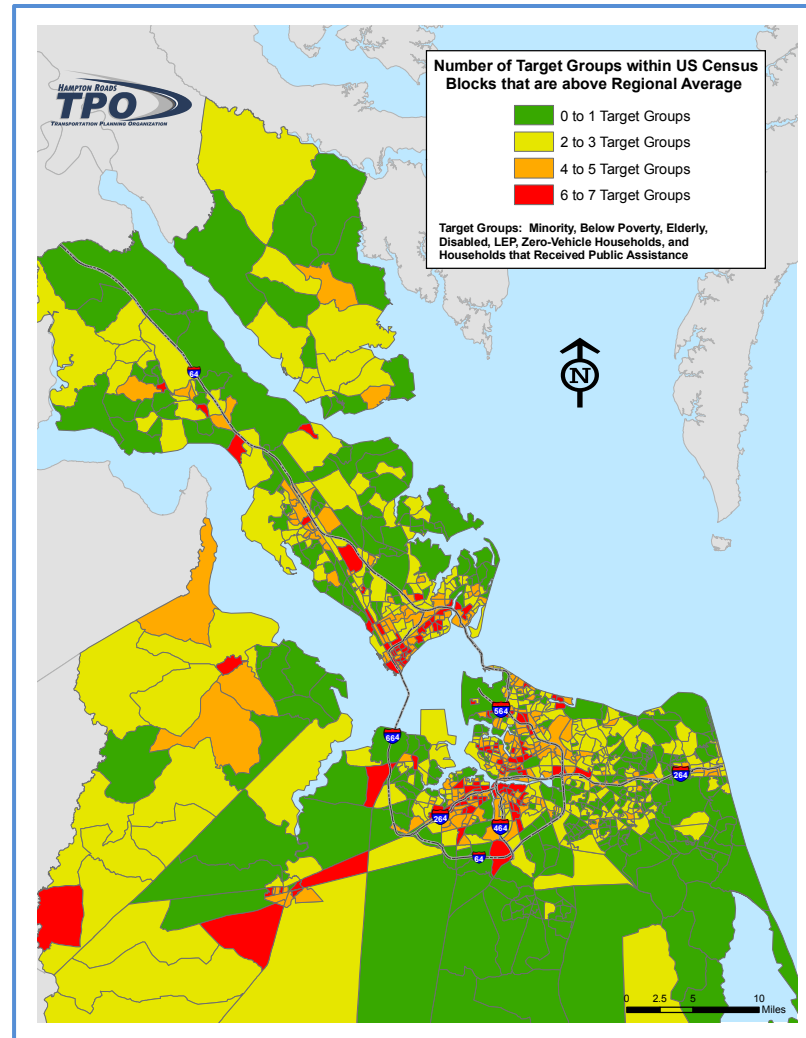 HAMPTON ROADS
TPO
TRANSPORTATION PLANNING ORGANIZATION
Number of Target Groups within US Census
Blocks that are above Regional Average
0 to 1 Target Groups
2 to 3 Target Groups
4 to 5 Target Groups
6 to 7 Target Groups
Target Groups: Minority, Below Poverty, Elderly,
Disabled, LEP, Zero-Vehicle Households, and
Households that Received Public Assistance
64
N
564
664
264
264
464
64
0 2.5 5 10
Miles